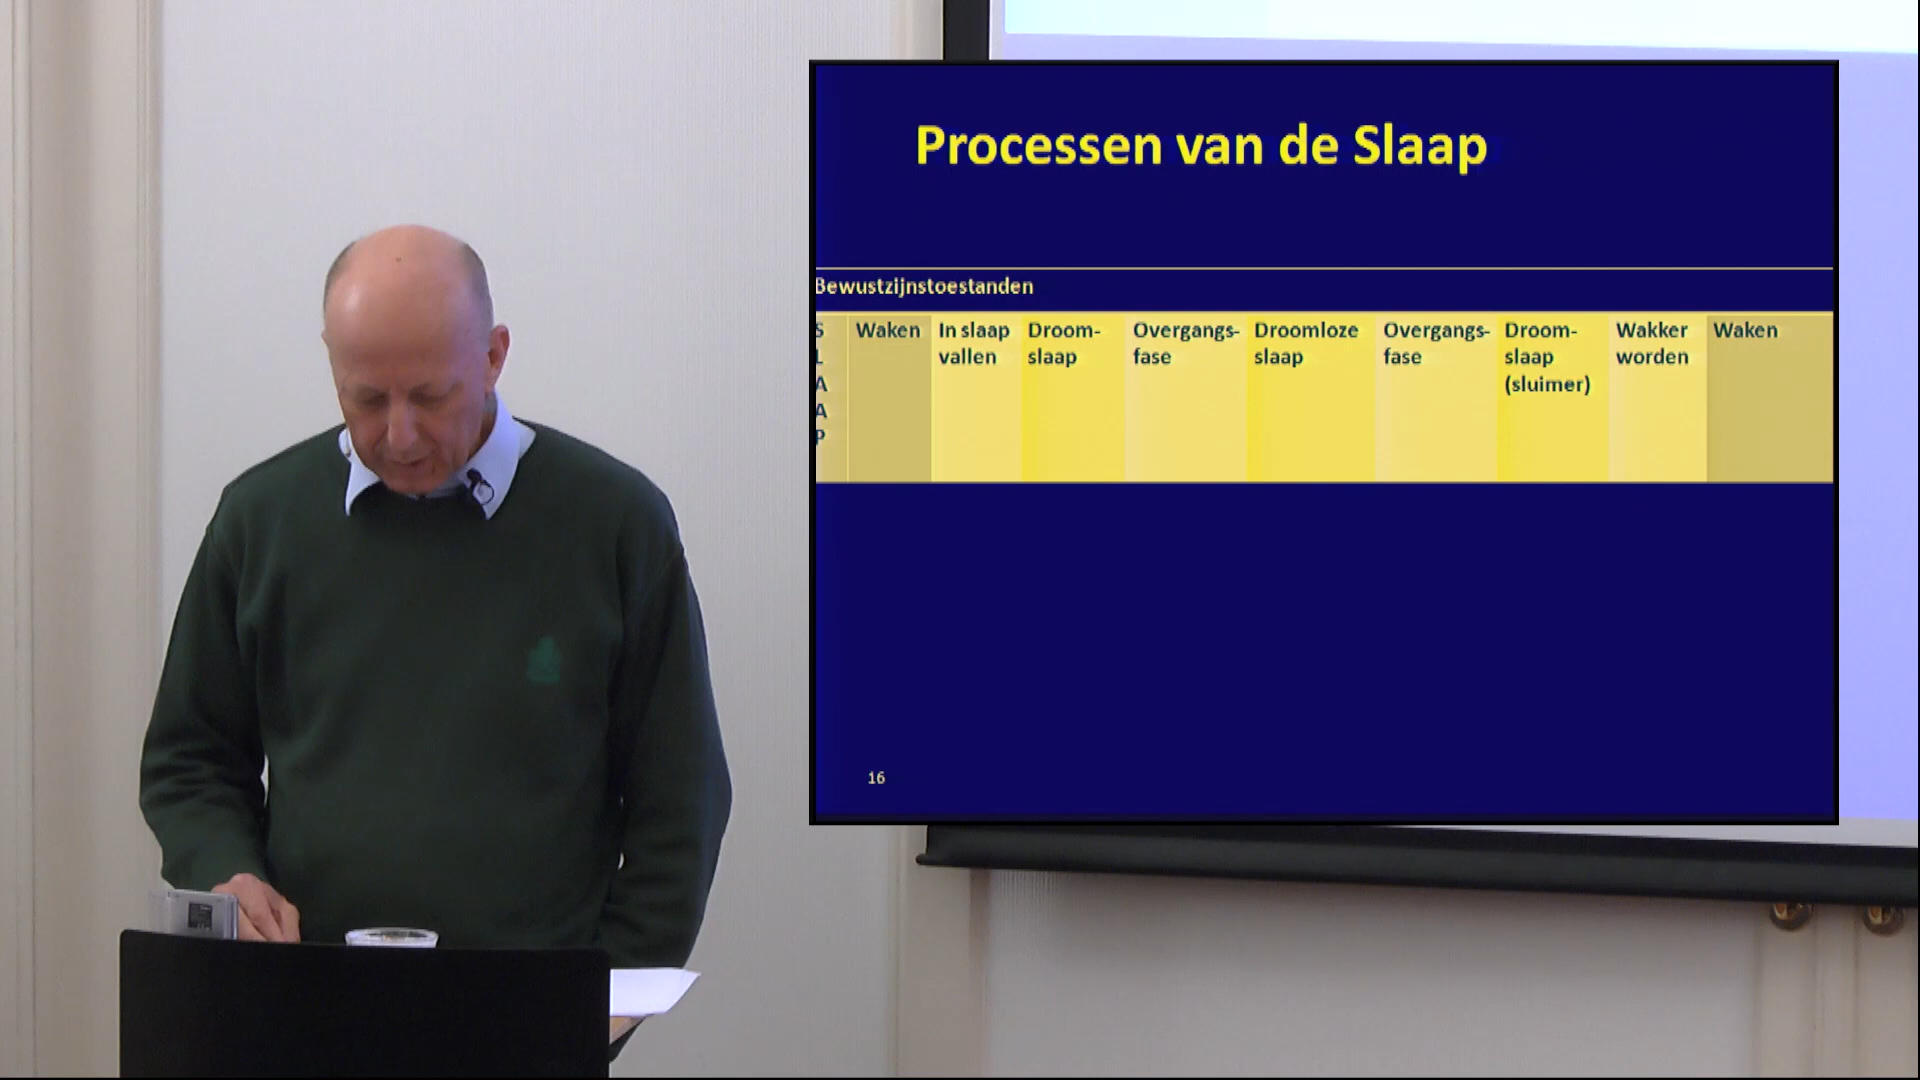 Processen van de Slaap
Bewustzijnstoestanden
S
L
A
A
P
Waken
In slaap
vallen
Droom-
slaap
Overgangs-
fase
Droomloze
slaap
Overgangs-
fase
Droom-
slaap
(sluimer)
Wakker
worden
Waken
16